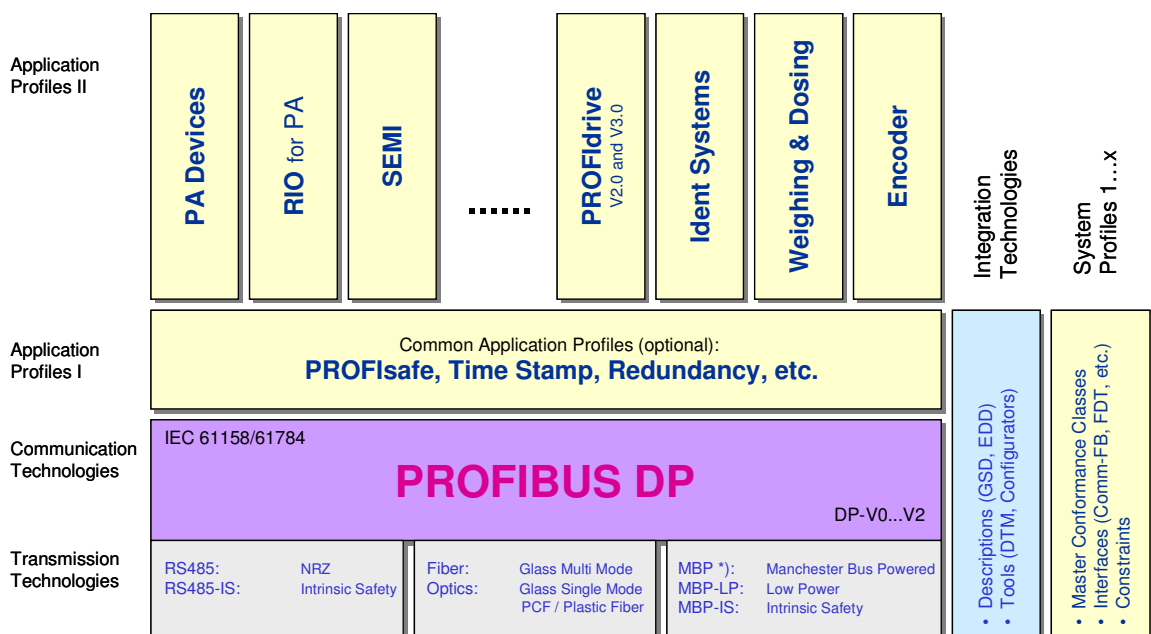 Application
Profiles II
PA Devices
RIO for PA
SEMI
.......
PROFIdrive
V2.0 and V3.0
Ident Systems
Weighing & Dosing
Encoder
Integration
Technologies
System
Profiles 1...x
Application
Profiles I
Common Application Profiles (optional):
PROFIsafe, Time Stamp, Redundancy, etc.
Communication
Technologies
IEC 61158/61784
PROFIBUS DP
DP-V0...V2
Transmission
Technologies
RS485: NRZ
RS485-IS: Intrinsic Safety
Fiber: Glass Multi Mode
Optics: Glass Single Mode
PCF / Plastic Fiber
MBP *): Manchester Bus Powered
MBP-LP: Low Power
MBP-IS: Intrinsic Safety
• Descriptions (GSD, EDD)
• Tools (DTM, Configurators)
• Master Conformance Classes
• Interfaces (Comm-FB, FDT, etc.)
• Constraints